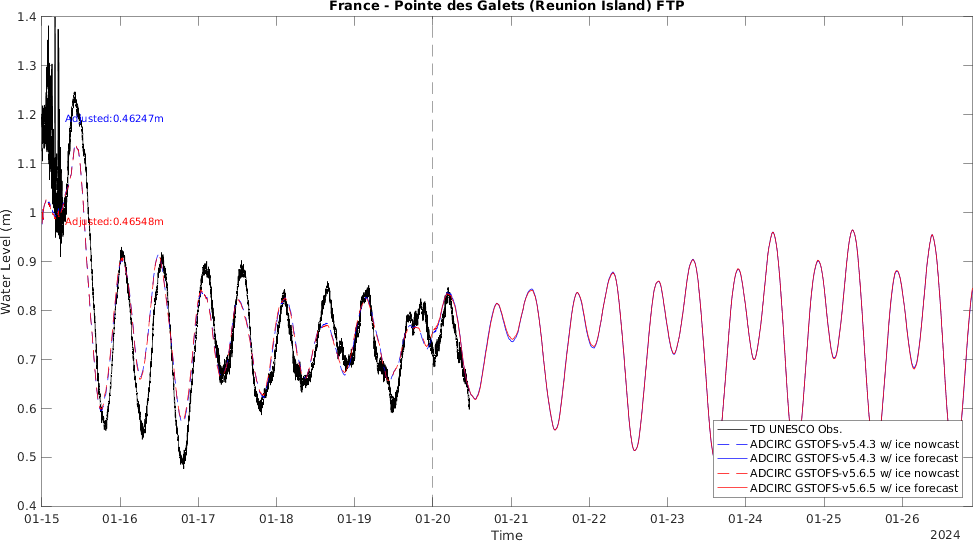 France - Pointe des Galets (Reunion Island) FTP
1.4
1.3
1.2
1.1
1
0.9
0.8
0.7
0.6
0.5
0.4
Water Level (m)
Adjusted:0.46247m
Adjusted:0.46548m
TD UNESCO Obs.
ADCIRC GSTOFS-v5.4.3 w/ ice nowcast
ADCIRC GSTOFS-v5.4.3 w/ ice forecast
ADCIRC GSTOFS-v5.6.5 w/ ice nowcast
ADCIRC GSTOFS-v5.6.5 w/ ice forecast
01-15 01-16 01-17 01-18 01-19 01-20 01-21 01-22 01-23 01-24 01-25 01-26
Time
2024